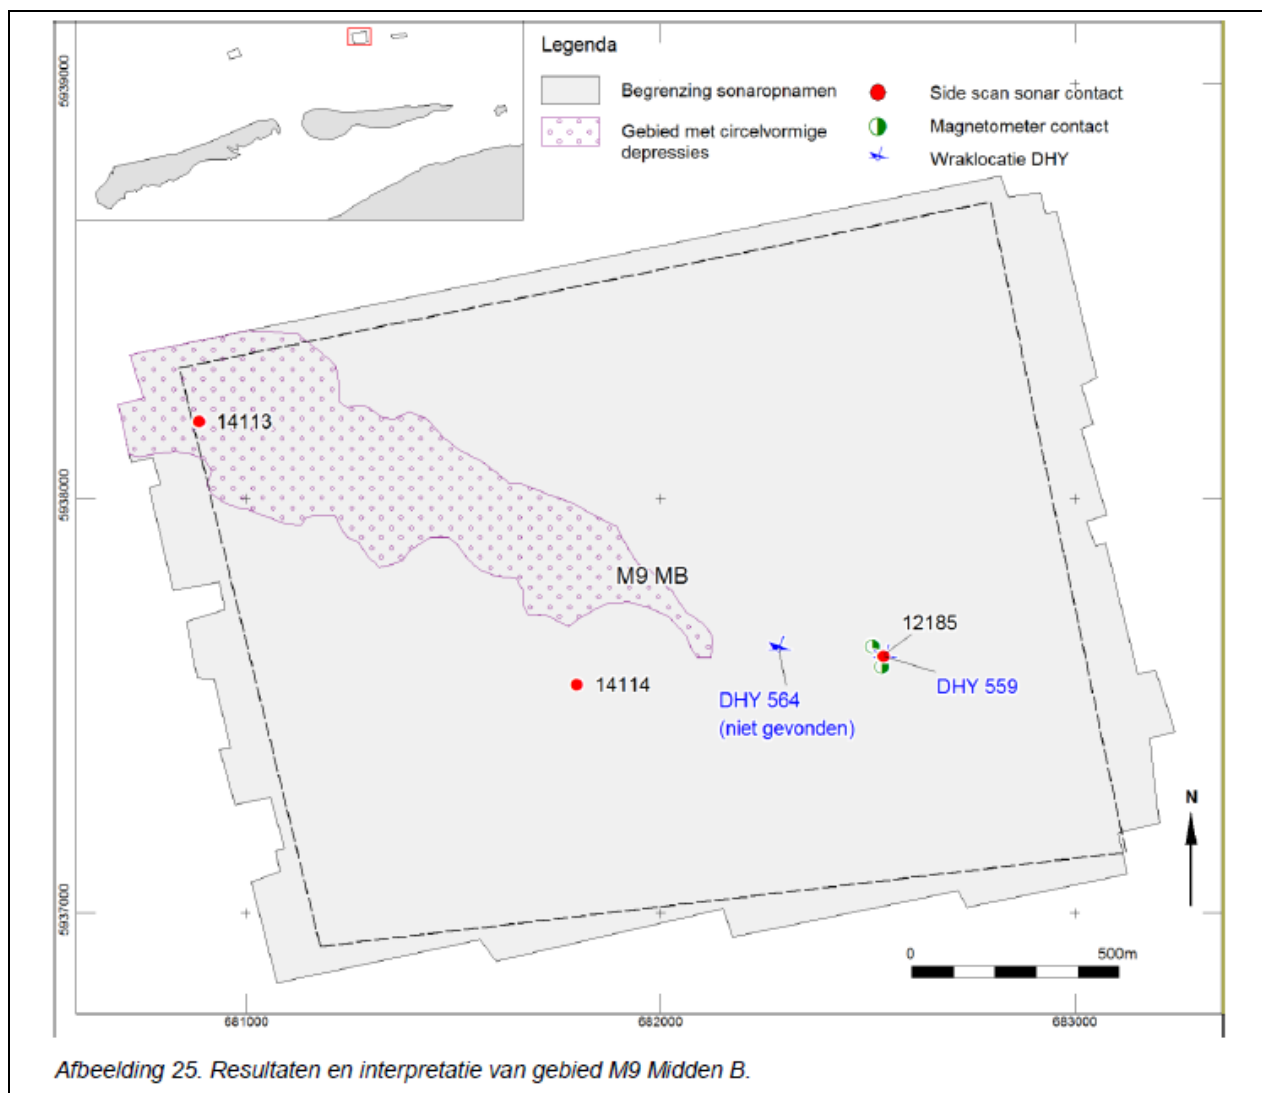 Legenda
Begrenzing sonaropnamen
Gebied met circelvormige
depressies
Side scan sonar contact
Magnetometer contact
Wraklocatie DHY
5939000
5938000
5937000
14113
M9 MB
12185
14114
DHY 564
(niet gevonden)
DHY 559
N
0 500m
681000 682000 683000
Afbeelding 25. Resultaten en interpretatie van gebied M9 Midden B.